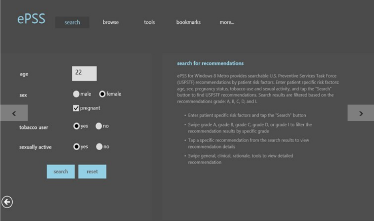 ePSS
search browse tools bookmarks more...
age 22
sex male female
pregnant
tobacco user yes no
sexually active yes no
search reset
search for recommendations
ePSS for Windows 8 Metro provides searchable U.S. Preventive Services Task Force
(USPSTF) recommendations by patient risk factors. Enter patient specific risk factors
age, sex, pregnancy status, tobacco use and sexual activity, and tap the "Search"
button to find USPSTF recommendations. Search results are filtered based on the
recommendations grade: A, B, C, D, and I.
Enter patient specific risk factors and tap the "Search" button
Swipe grade A, grade B, grade C, grade D, or grade I to filter the
recommendation results by specific grade
Tap a specific recommendation from the search results to view
recommendation details
Swipe general, clinical, rationale, tools to view detailed
recommendation